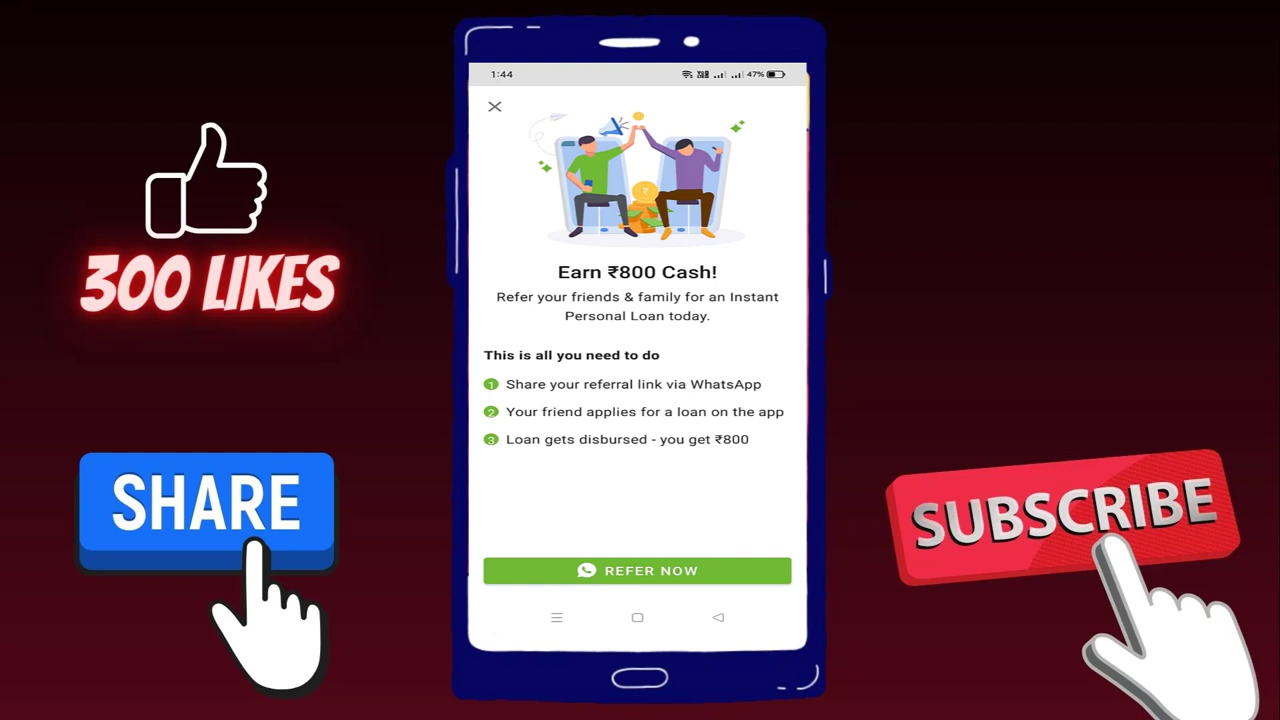 1:44
47%
Earn ₹800 Cash!
Refer your friends & family for an Instant
Personal Loan today.
This is all you need to do
1 Share your referral link via WhatsApp
2 Your friend applies for a loan on the app
3 Loan gets disbursed - you get ₹800
REFER NOW
300 LIKES
SHARE
SUBSCRIBE